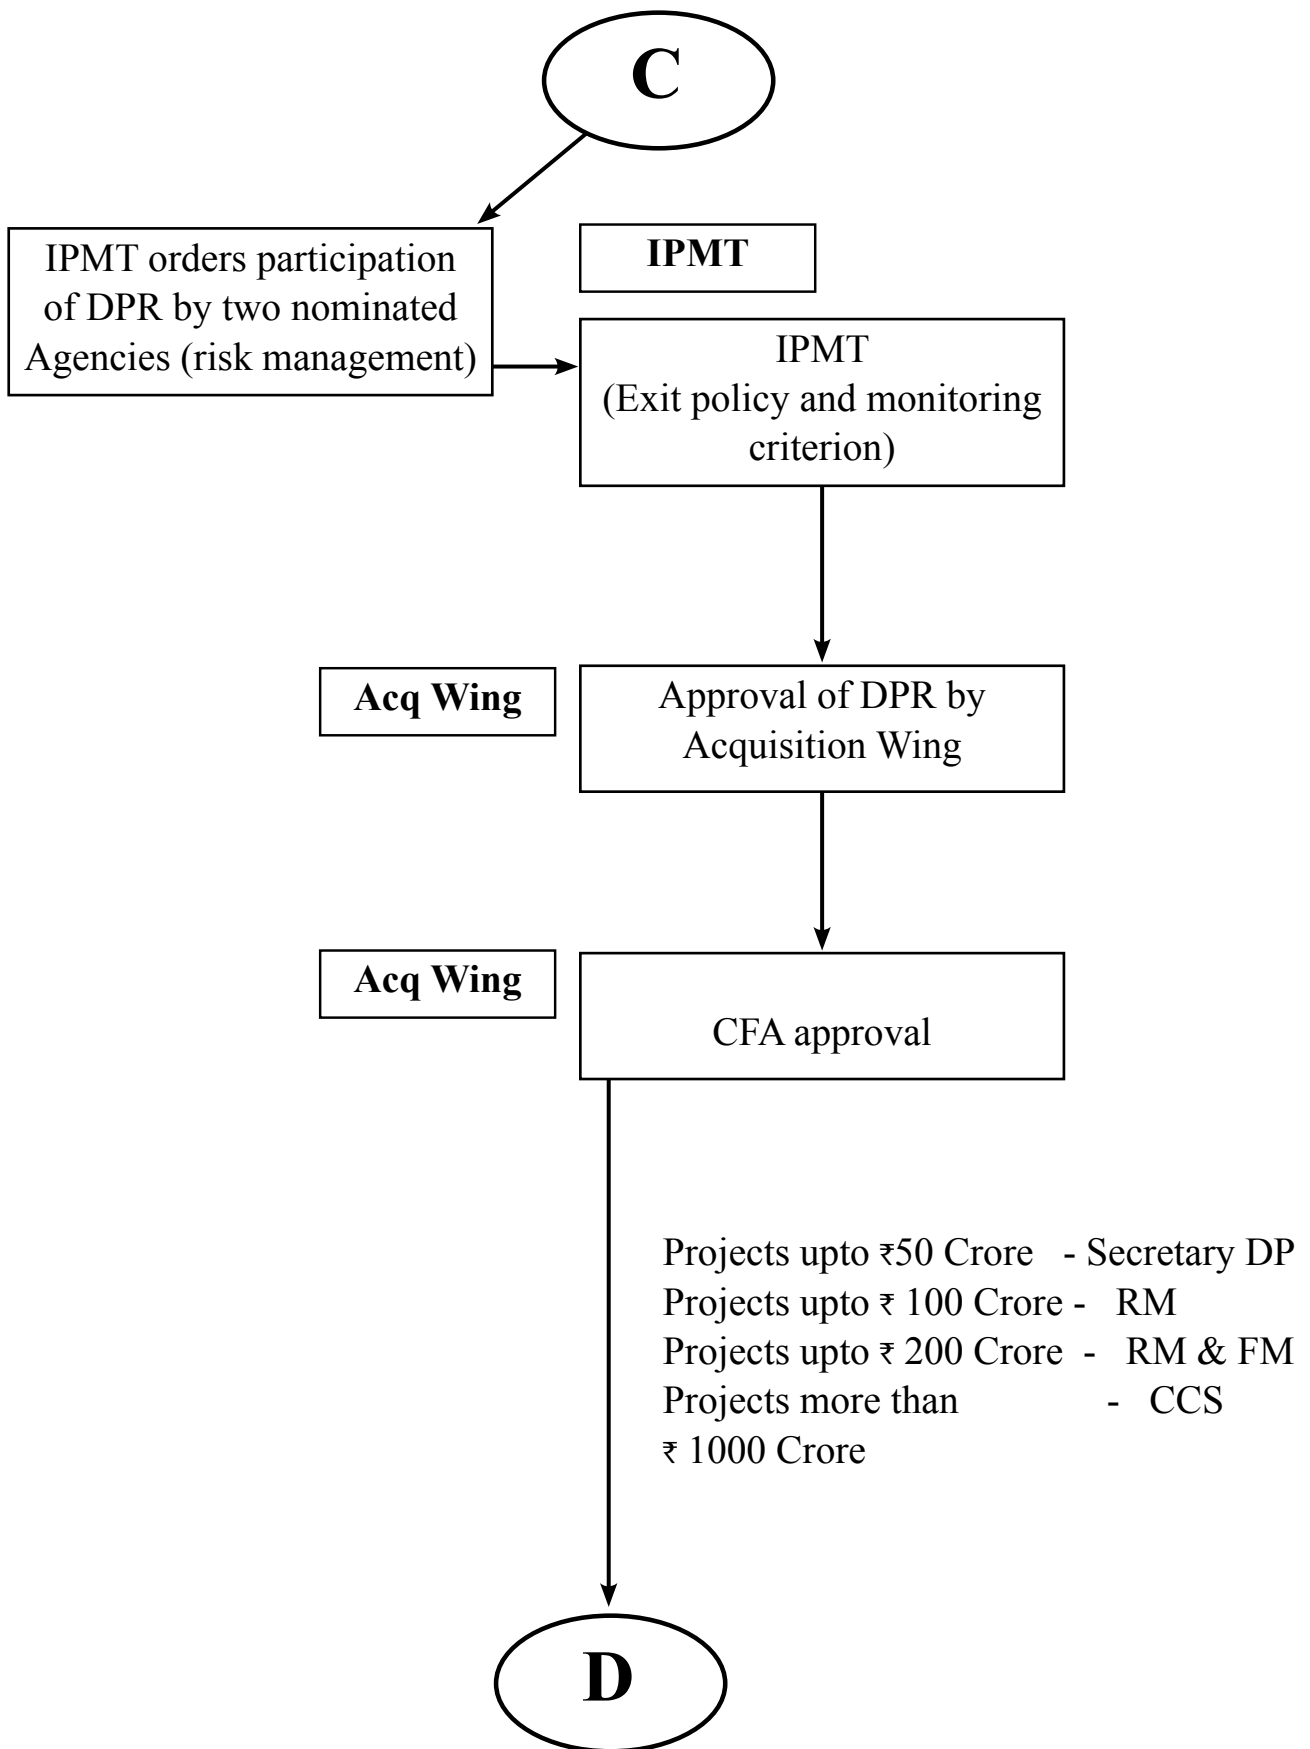 C
IPMT orders participation
of DPR by two nominated
Agencies (risk management)
IPMT
IPMT
(Exit policy and monitoring
criterion)
Acq Wing
Approval of DPR by
Acquisition Wing
Acq Wing
CFA approval
Projects upto ₹50 Crore - Secretary DP
Projects upto ₹ 100 Crore - RM
Projects upto ₹ 200 Crore - RM & FM
Projects more than - CCS
₹ 1000 Crore
D